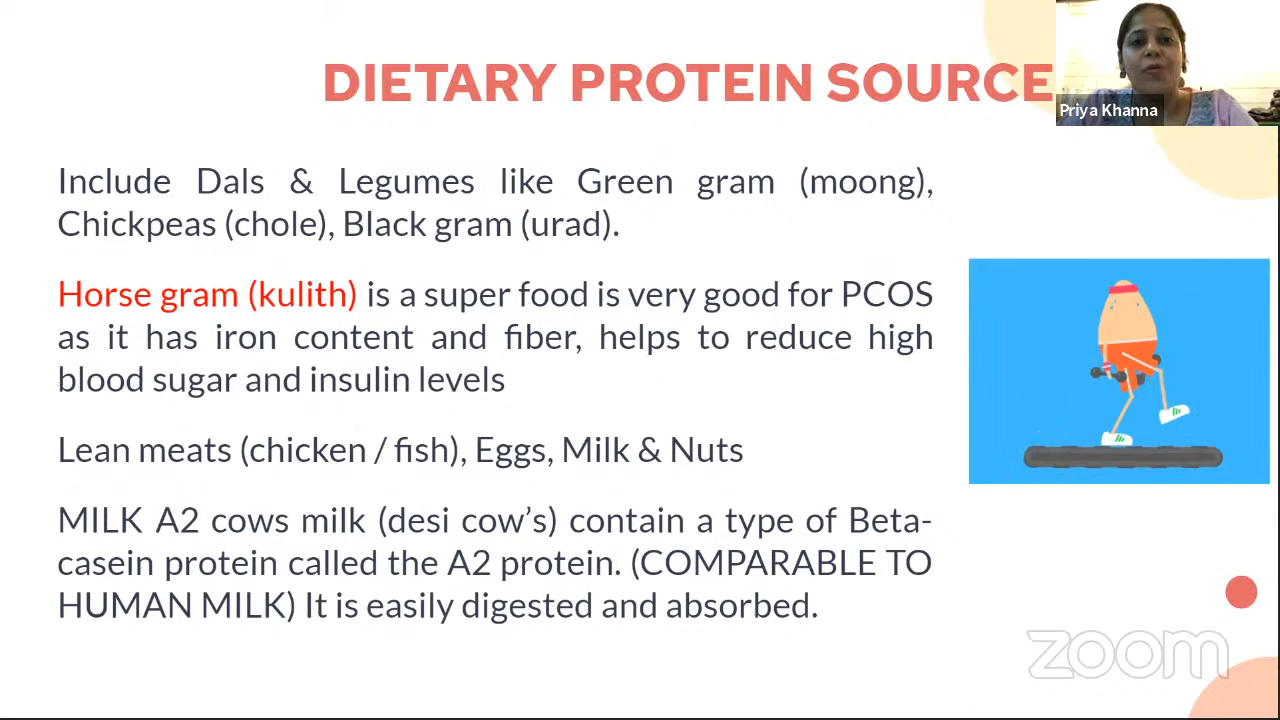 DIETARY PROTEIN SOURCE
Priya Khanna
Include Dals & Legumes like Green gram (moong),
Chickpeas (chole), Black gram (urad).
Horse gram (kulith) is a super food is very good for PCOS
as it has iron content and fiber, helps to reduce high
blood sugar and insulin levels
Lean meats (chicken / fish), Eggs, Milk & Nuts
MILK A2 cows milk (desi cow’s) contain a type of Beta-
casein protein called the A2 protein. (COMPARABLE TO
HUMAN MILK) It is easily digested and absorbed.
zoom